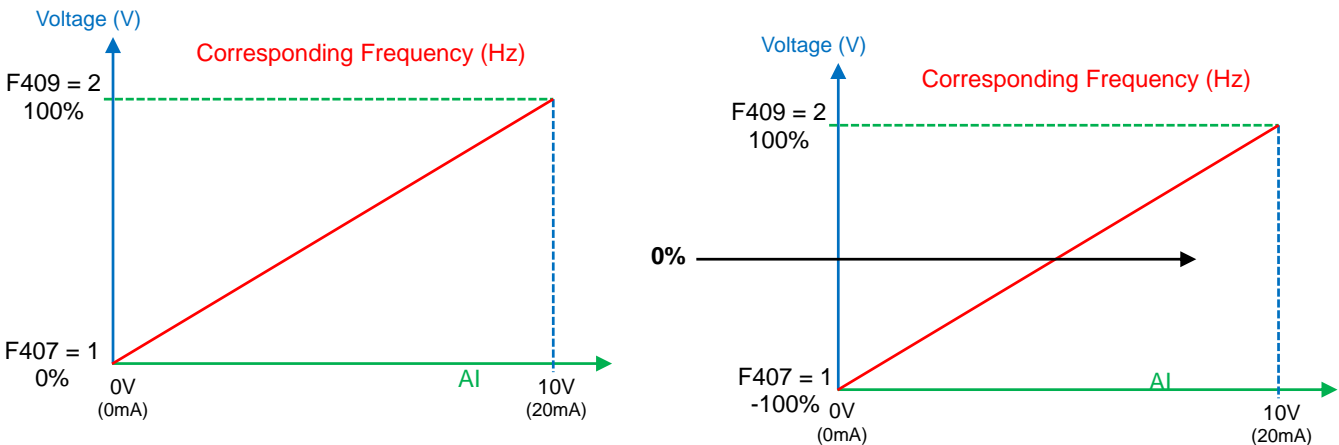 Voltage (V)
Corresponding Frequency (Hz)
F409 = 2
100%
F407 = 1
0%
AI
0V
(0mA)
10V
(20mA)
Voltage (V)
Corresponding Frequency (Hz)
F409 = 2
100%
0%
F407 = 1
-100%
AI
0V
(0mA)
10V
(20mA)